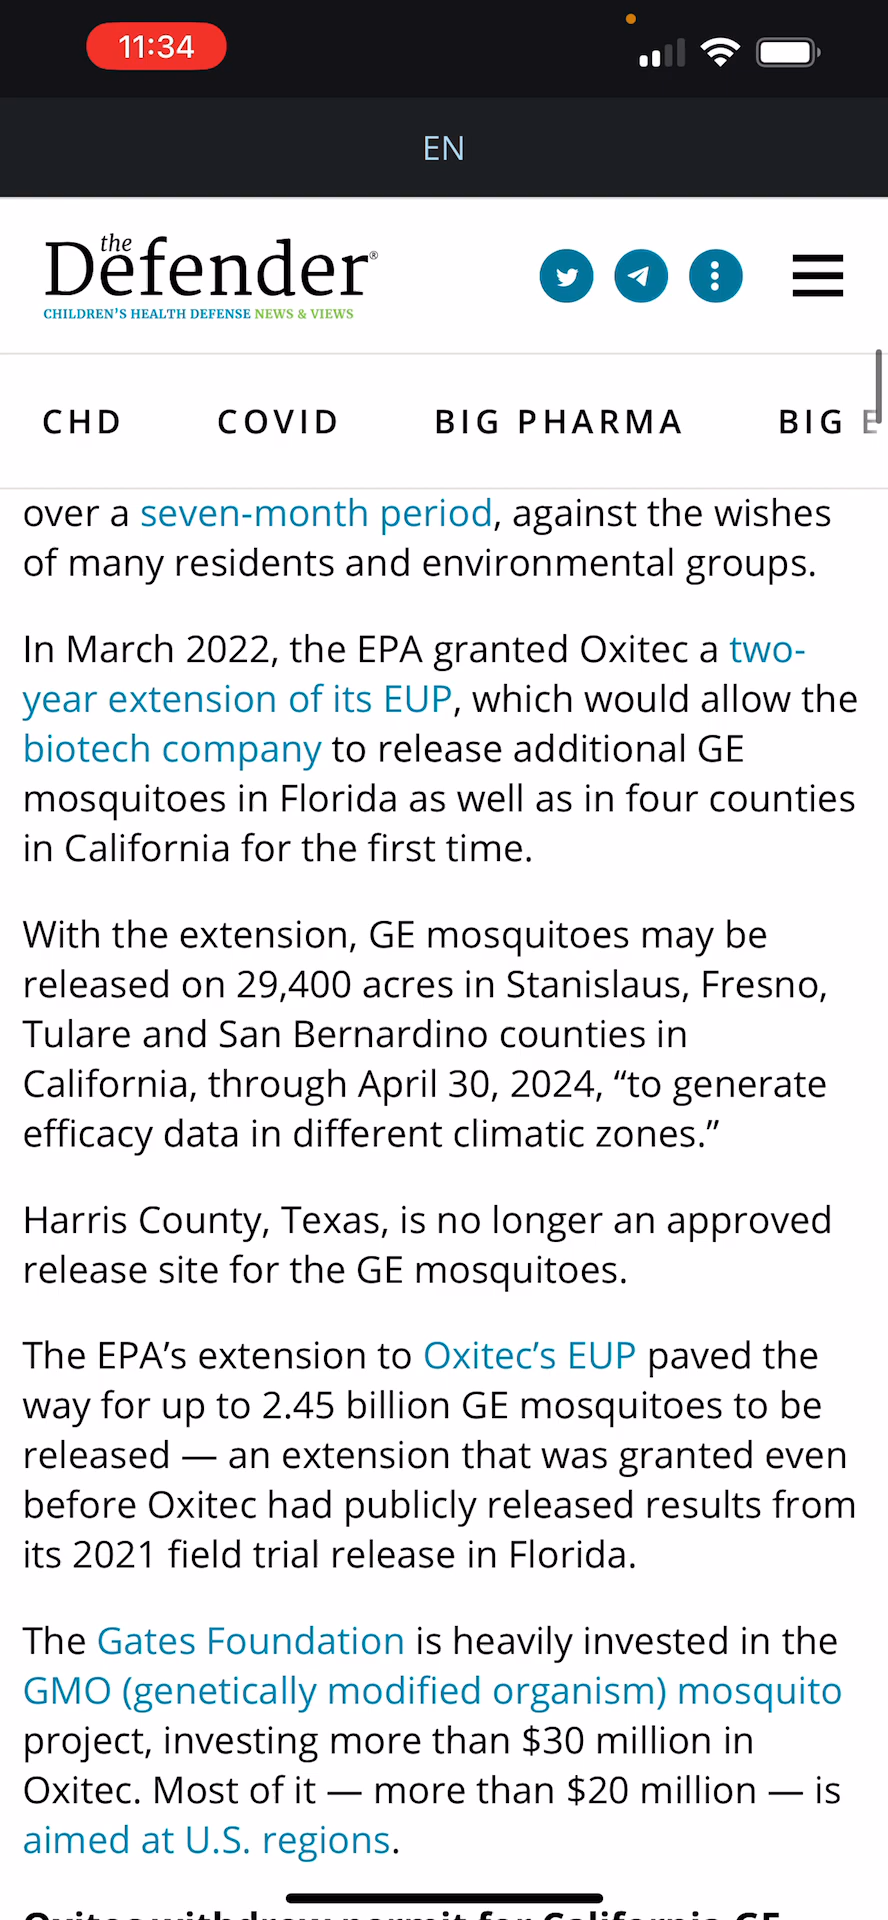 11:34
EN
the
Defender®
CHILDREN'S HEALTH DEFENSE NEWS & VIEWS
CHD COVID BIG PHARMA BIG E
over a seven-month period, against the wishes
of many residents and environmental groups.
In March 2022, the EPA granted Oxitec a two-
year extension of its EUP, which would allow the
biotech company to release additional GE
mosquitoes in Florida as well as in four counties
in California for the first time.
With the extension, GE mosquitoes may be
released on 29,400 acres in Stanislaus, Fresno,
Tulare and San Bernardino counties in
California, through April 30, 2024, “to generate
efficacy data in different climatic zones.”
Harris County, Texas, is no longer an approved
release site for the GE mosquitoes.
The EPA’s extension to Oxitec’s EUP paved the
way for up to 2.45 billion GE mosquitoes to be
released — an extension that was granted even
before Oxitec had publicly released results from
its 2021 field trial release in Florida.
The Gates Foundation is heavily invested in the
GMO (genetically modified organism) mosquito
project, investing more than $30 million in
Oxitec. Most of it — more than $20 million — is
aimed at U.S. regions.
Oxitec withdrew permit for California GE